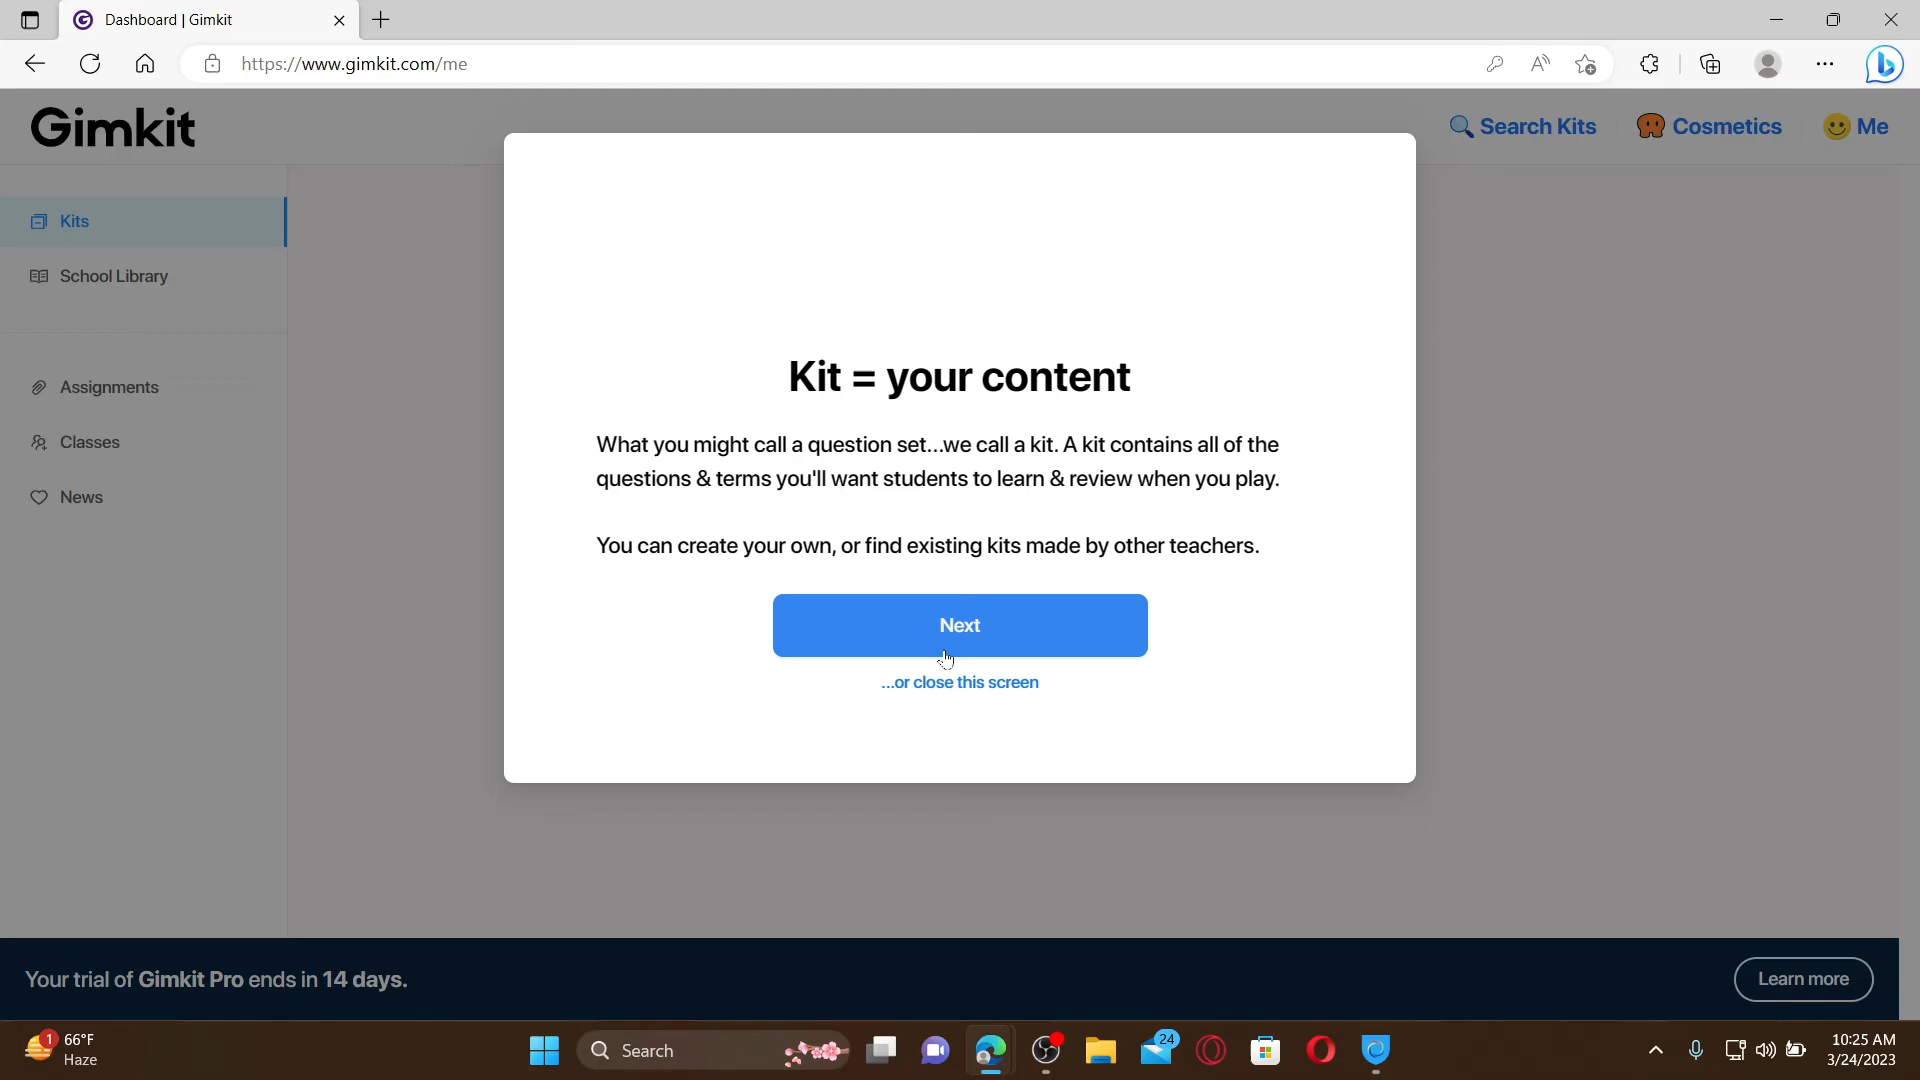 Dashboard | Gimkit
https://www.gimkit.com/me
Gimkit
Search Kits
Cosmetics
Me
Kits
School Library
Assignments
Classes
News
Kit = your content
What you might call a question set...we call a kit. A kit contains all of the
questions & terms you'll want students to learn & review when you play.
You can create your own, or find existing kits made by other teachers.
Next
...or close this screen
Your trial of Gimkit Pro ends in 14 days.
Learn more
1
66°F
Haze
Search
24
10:25 AM
3/24/2023